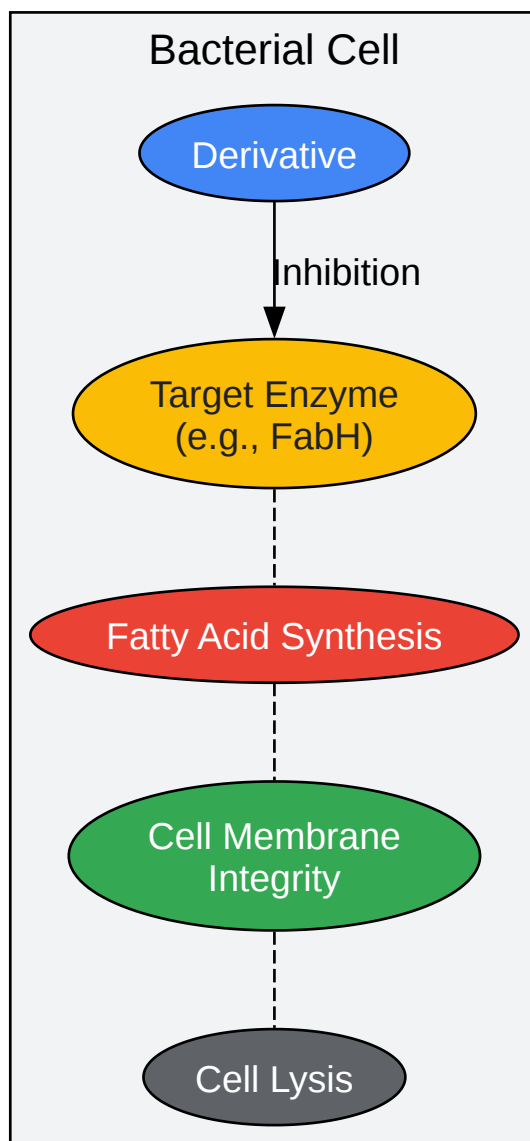 Bacterial Cell
Derivative
Inhibition
Target Enzyme
(e.g., FabH)
Fatty Acid Synthesis
Cell Membrane
Integrity
Cell Lysis